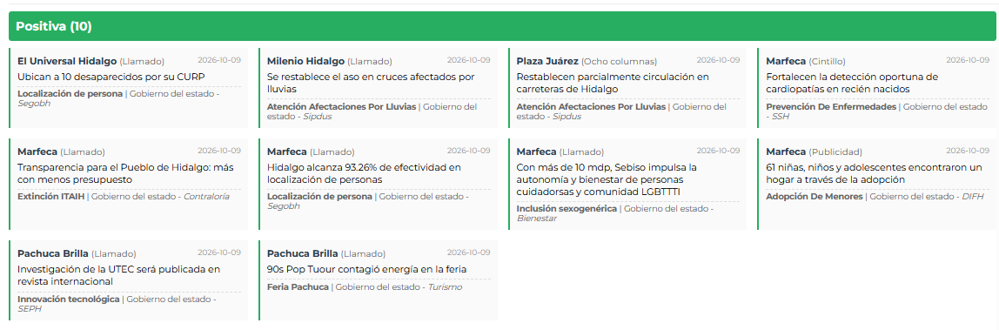 Positiva (10)
El Universal Hidalgo (Llamado) 2026-10-09
Ubican a 10 desaparecidos por su CURP
Localización de persona | Gobierno del estado -
Segobh
Milenio Hidalgo (Llamado) 2026-10-09
Se restablece el aso en cruces afectados por
lluvias
Atención Afectaciones Por Lluvias | Gobierno del
estado - Sipdus
Plaza Juárez (Ocho columnas) 2026-10-09
Restablecen parcialmente circulación en
carreteras de Hidalgo
Atención Afectaciones Por Lluvias | Gobierno del
estado - Sipdus
Marfeca (Cintillo) 2026-10-09
Fortalecen la detección oportuna de
cardiopatías en recién nacidos
Prevención De Enfermedades | Gobierno del estado
- SSH
Marfeca (Llamado) 2026-10-09
Transparencia para el Pueblo de Hidalgo: más
con menos presupuesto
Extinción ITAIH | Gobierno del estado - Contraloría
Marfeca (Llamado) 2026-10-09
Hidalgo alcanza 93.26% de efectividad en
localización de personas
Localización de persona | Gobierno del estado -
Segobh
Marfeca (Llamado) 2026-10-09
Con más de 10 mdp, Sebiso impulsa la
autonomía y bienestar de personas
cuidadorsas y comunidad LGBTTTI
Inclusión sexogenérica | Gobierno del estado -
Bienestar
Marfeca (Publicidad) 2026-10-09
61 niñas, niños y adolescentes encontraron un
hogar a través de la adopción
Adopción De Menores | Gobierno del estado - DIFH
Pachuca Brilla (Llamado) 2026-10-09
Investigación de la UTEC será publicada en
revista internacional
Innovación tecnológica | Gobierno del estado -
SEPH
Pachuca Brilla (Llamado) 2026-10-09
90s Pop Tuour contagió energía en la feria
Feria Pachuca | Gobierno del estado - Turismo